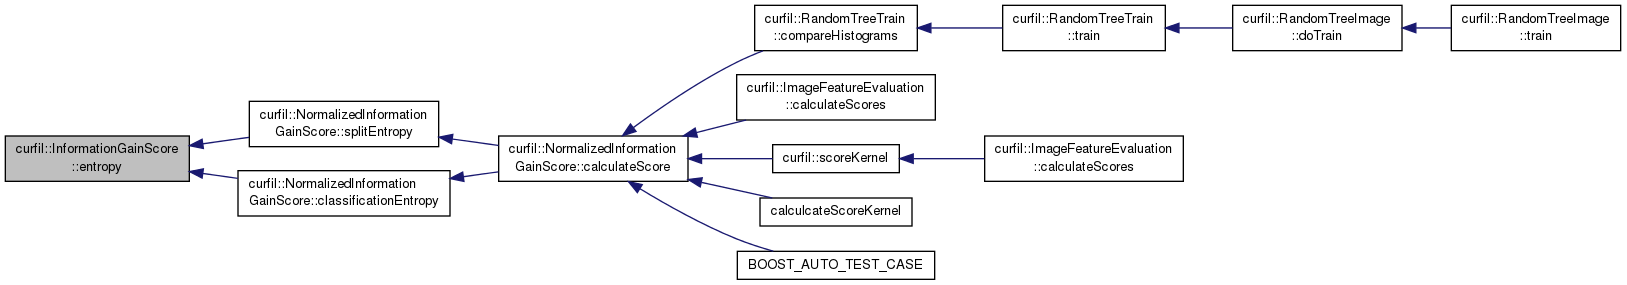 curfil::InformationGainScore
::entropy
curfil::NormalizedInformation
GainScore::splitEntropy
curfil::NormalizedInformation
GainScore::classificationEntropy
curfil::NormalizedInformation
GainScore::calculateScore
curfil::RandomTreeTrain
::compareHistograms
curfil::RandomTreeTrain
::train
curfil::RandomTreeImage
::doTrain
curfil::RandomTreeImage
::train
curfil::ImageFeatureEvaluation
::calculateScores
curfil::scoreKernel
curfil::ImageFeatureEvaluation
::calculateScores
calculcateScoreKernel
BOOST_AUTO_TEST_CASE